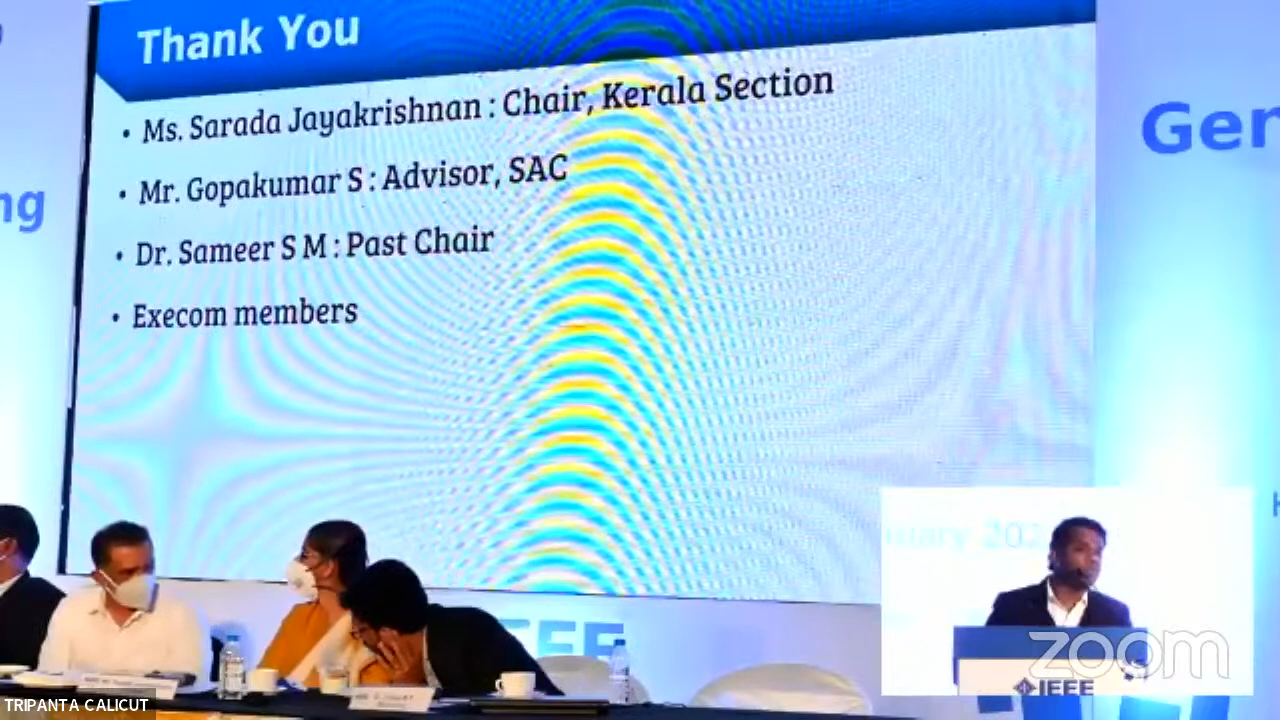 Thank You
• Ms. Sarada Jayakrishnan : Chair, Kerala Section
• Mr. Gopakumar S : Advisor, SAC
• Dr. Sameer S M : Past Chair
• Execom members
Gen
ng
IEEE
zoom
TRIPANTA CALICUT